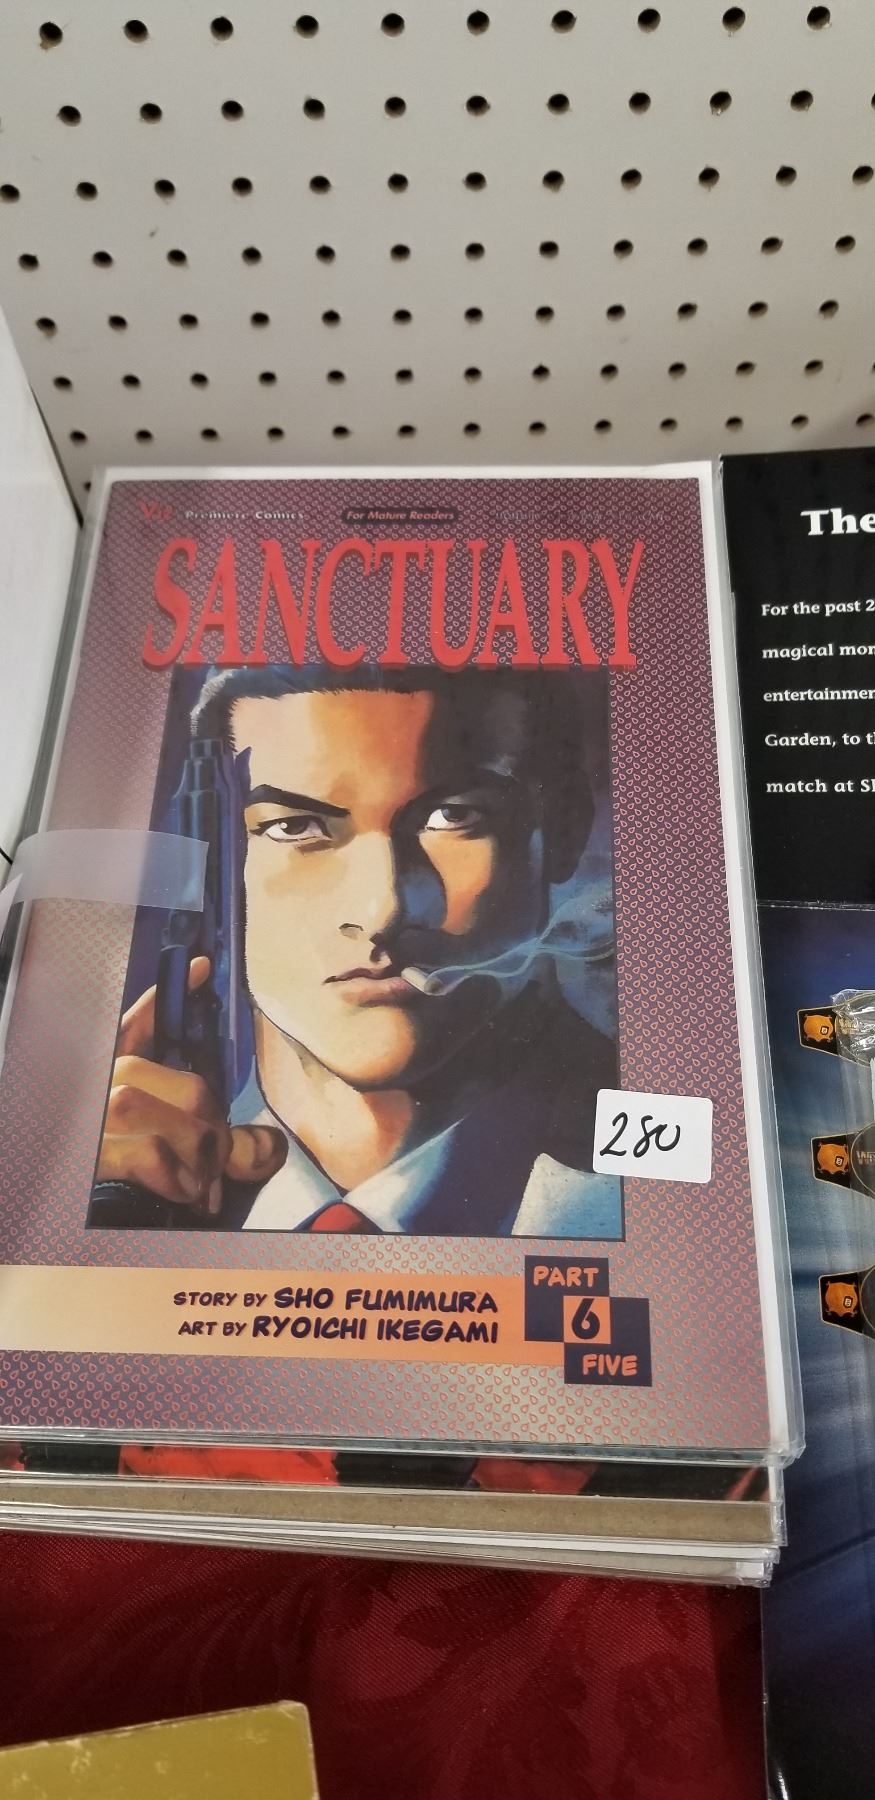 Viz Premiere Comics
For Mature Readers
SANCTUARY
280
STORY BY SHO FUMIMURA
ART BY RYOICHI IKEGAMI
PART
6
FIVE
The
For the past 2
magical mon
entertainmen
Garden, to t
match at S